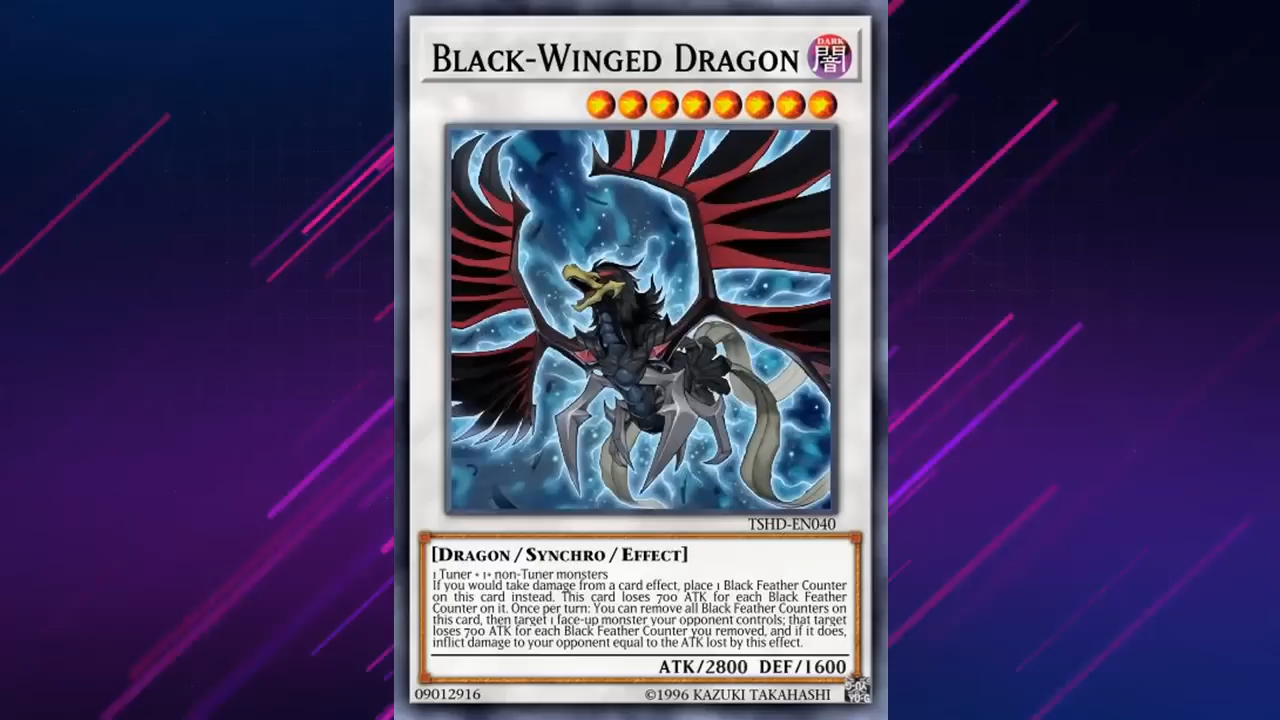 BLACK-WINGED DRAGON
DARK
闇
TSHD-EN040
[DRAGON / SYNCHRO / EFFECT]
1 Tuner + 1+ non-Tuner monsters
If you would take damage from a card effect, place 1 Black Feather Counter
on this card instead. This card loses 700 ATK for each Black Feather
Counter on it. Once per turn: You can remove all Black Feather Counters on
this card, then target 1 face-up monster your opponent controls; that target
loses 700 ATK for each Black Feather Counter you removed, and if it does,
inflict damage to your opponent equal to the ATK lost by this effect.
ATK/2800 DEF/1600
09012916
©1996 KAZUKI TAKAHASHI